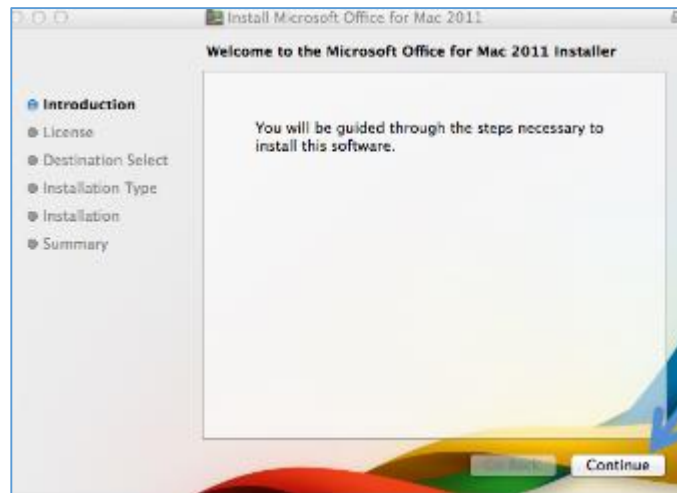 Install Microsoft Office for Mac 2011
Welcome to the Microsoft Office for Mac 2011 Installer
Introduction
License
Destination Select
Installation Type
Installation
Summary
You will be guided through the steps necessary to
install this software.
Go Back
Continue